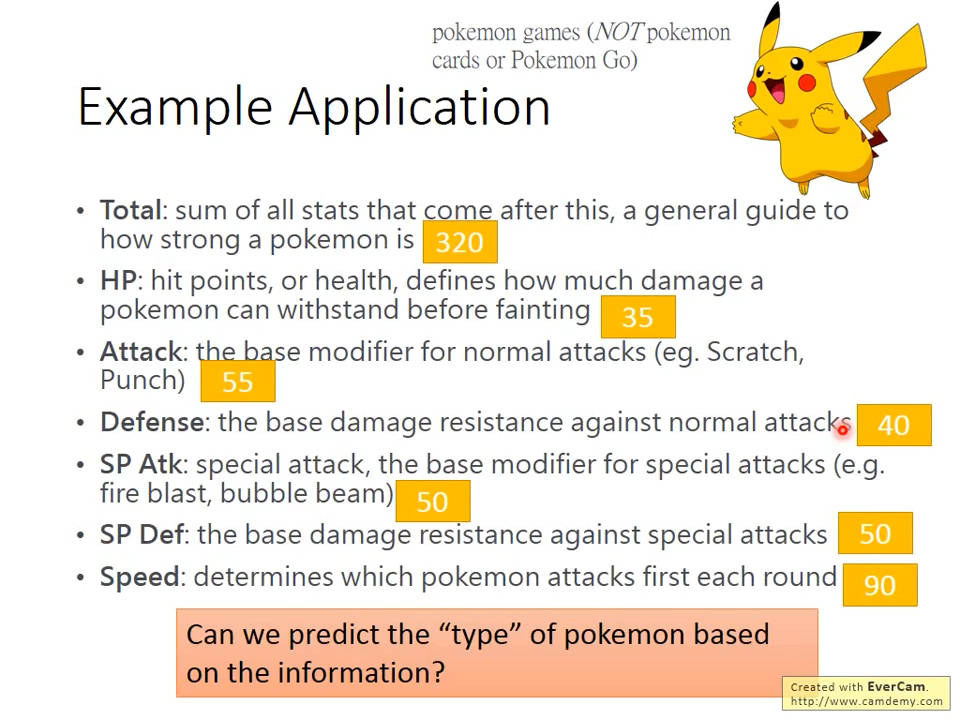 pokemon games (NOT pokemon
cards or Pokemon Go)
Example Application
• Total: sum of all stats that come after this, a general guide to
how strong a pokemon is 320
• HP: hit points, or health, defines how much damage a
pokemon can withstand before fainting 35
• Attack: the base modifier for normal attacks (eg. Scratch,
Punch) 55
• Defense: the base damage resistance against normal attacks 40
• SP Atk: special attack, the base modifier for special attacks (e.g.
fire blast, bubble beam) 50
• SP Def: the base damage resistance against special attacks 50
• Speed: determines which pokemon attacks first each round 90
Can we predict the “type” of pokemon based
on the information?
Created with EverCam.
http://www.camdemy.com